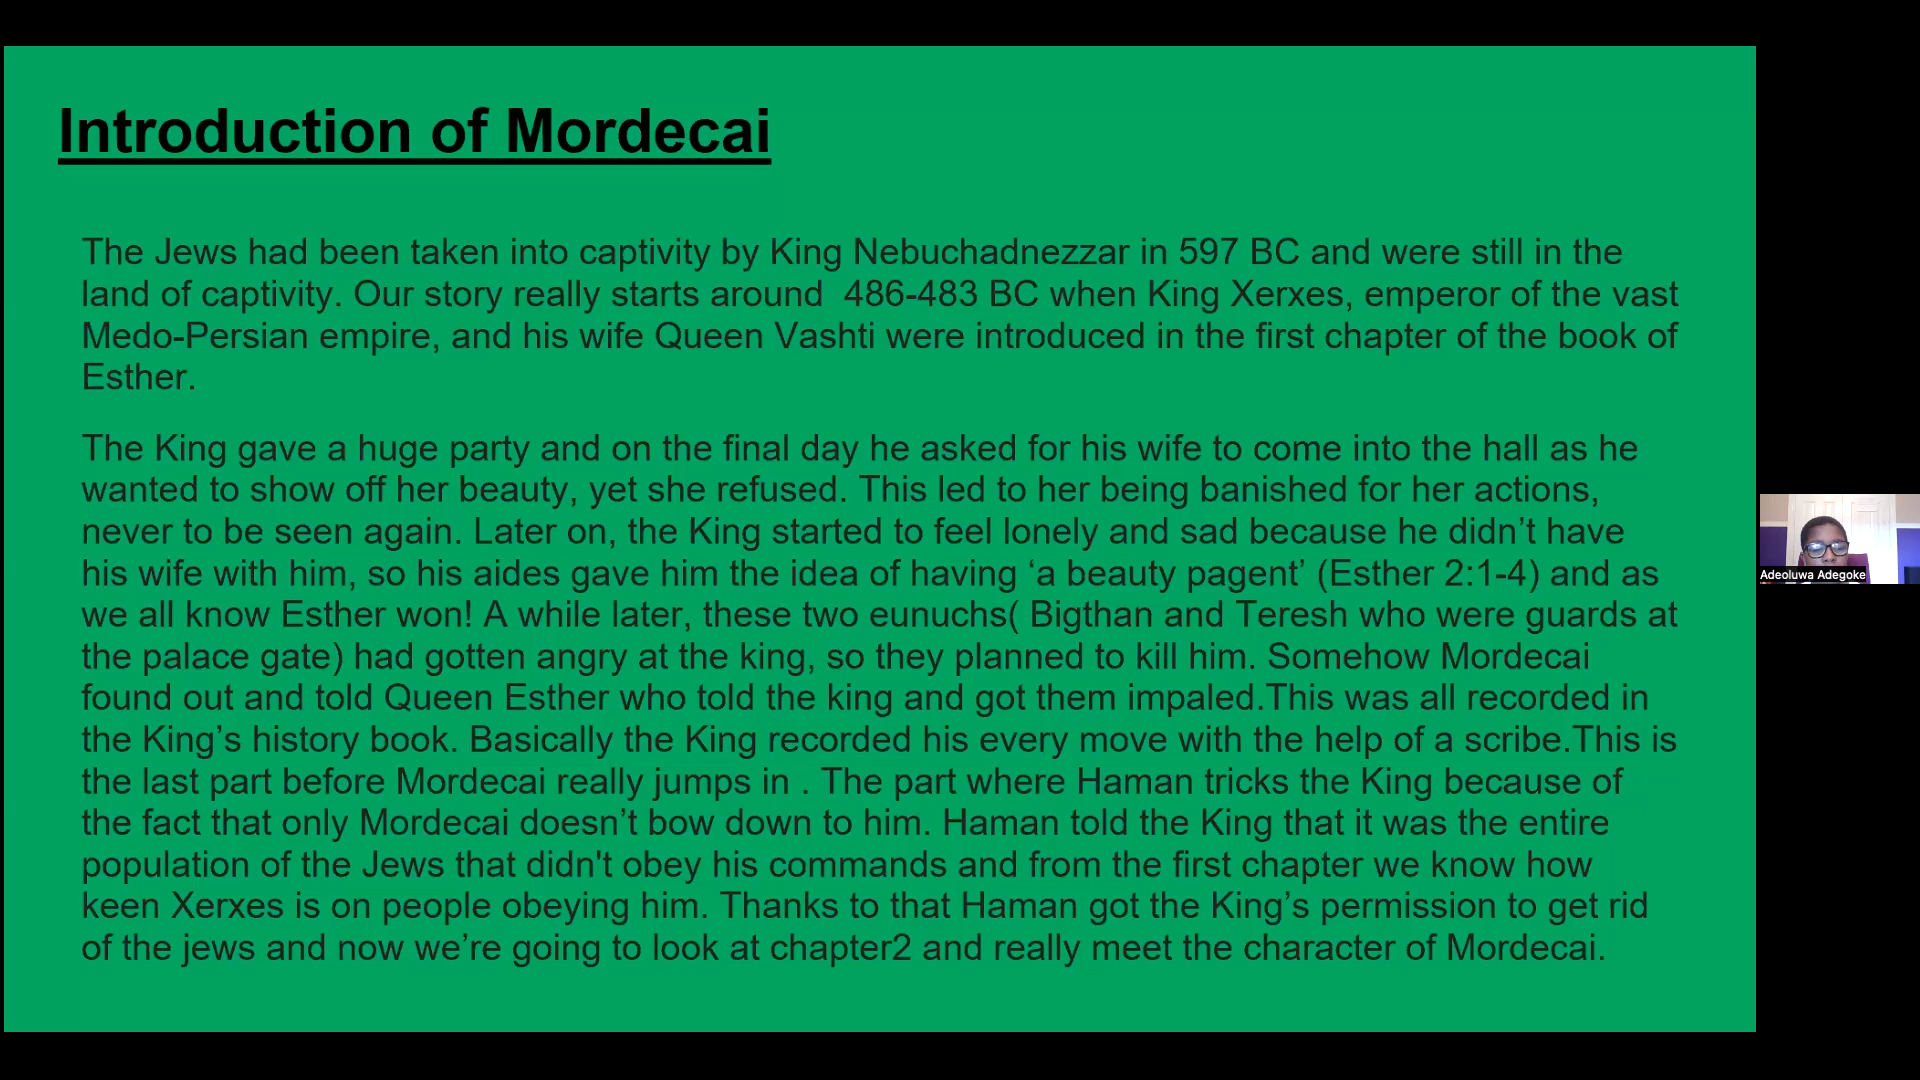 Introduction of Mordecai
The Jews had been taken into captivity by King Nebuchadnezzar in 597 BC and were still in the
land of captivity. Our story really starts around  486-483 BC when King Xerxes, emperor of the vast
Medo-Persian empire, and his wife Queen Vashti were introduced in the first chapter of the book of
Esther.
The King gave a huge party and on the final day he asked for his wife to come into the hall as he
wanted to show off her beauty, yet she refused. This led to her being banished for her actions,
never to be seen again. Later on, the King started to feel lonely and sad because he didn’t have
his wife with him, so his aides gave him the idea of having ‘a beauty pagent’ (Esther 2:1-4) and as
we all know Esther won! A while later, these two eunuchs( Bigthan and Teresh who were guards at
the palace gate) had gotten angry at the king, so they planned to kill him. Somehow Mordecai
found out and told Queen Esther who told the king and got them impaled.This was all recorded in
the King’s history book. Basically the King recorded his every move with the help of a scribe.This is
the last part before Mordecai really jumps in . The part where Haman tricks the King because of
the fact that only Mordecai doesn’t bow down to him. Haman told the King that it was the entire
population of the Jews that didn't obey his commands and from the first chapter we know how
keen Xerxes is on people obeying him. Thanks to that Haman got the King’s permission to get rid
of the jews and now we’re going to look at chapter2 and really meet the character of Mordecai.
Adeoluwa Adegoke